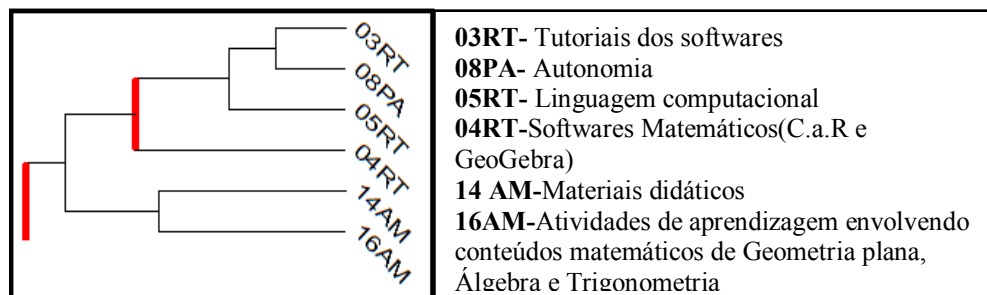 03RT
08PA
05RT
04RT
14AM
16AM
03RT- Tutoriais dos softwares
08PA- Autonomia
05RT- Linguagem computacional
04RT-Softwares Matemáticos(C.a.R e
GeoGebra)
14 AM-Materiais didáticos
16AM-Atividades de aprendizagem envolvendo
conteúdos matemáticos de Geometria plana,
Álgebra e Trigonometria